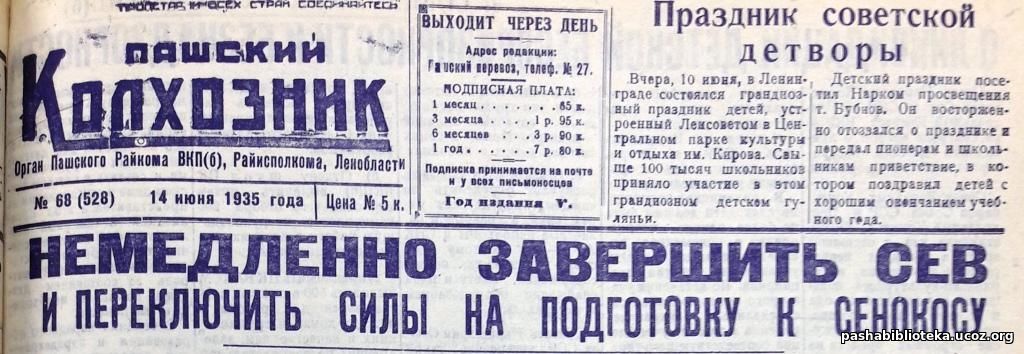 ПРОЛЕТАРИИ ВСЕХ СТРАН СОЕДИНЯЙТЕСЬ
ПАШСКИЙ
Колхозник
Орган Пашского Райкома ВКП(б), Райисполкома, Ленобласти
№ 68 (528) 14 июня 1935 года Цена № 5 к.
ВЫХОДИТ ЧЕРЕЗ ДЕНЬ
Адрес редакции:
Пашский перевоз, телеф. № 27.
ПОДПИСНАЯ ПЛАТА:
1 месяц 65 к.
3 месяца 1 р. 95 к.
6 месяцев 3 р. 90 к.
1 год 7 р. 80 к.
Подписка принимается на почте
и у всех письмоносцев
Год издания V.
Праздник советской
детворы
Вчера, 10 июня, в Ленин-
граде состоялся грандиоз-
ный праздник детей, уст-
роенный Ленсоветом в Цен-
тральном парке культуры
и отдыха им. Кирова. Свы-
ше 100 тысяч школьников
приняло участие в этом
грандиозном детском гу-
ляньи.
Детский праздник посе-
тил Нарком просвещения
т. Бубнов. Он восторжен-
но отозвался о празднике и
передал пионерам и школь-
никам приветствие, в ко-
тором поздравил детей с
хорошим окончанием учеб-
ного года.
НЕМЕДЛЕННО ЗАВЕРШИТЬ СЕВ
И ПЕРЕКЛЮЧИТЬ СИЛЫ НА ПОДГОТОВКУ К СЕНОКОСУ
pashabiblioteka.ucoz.org